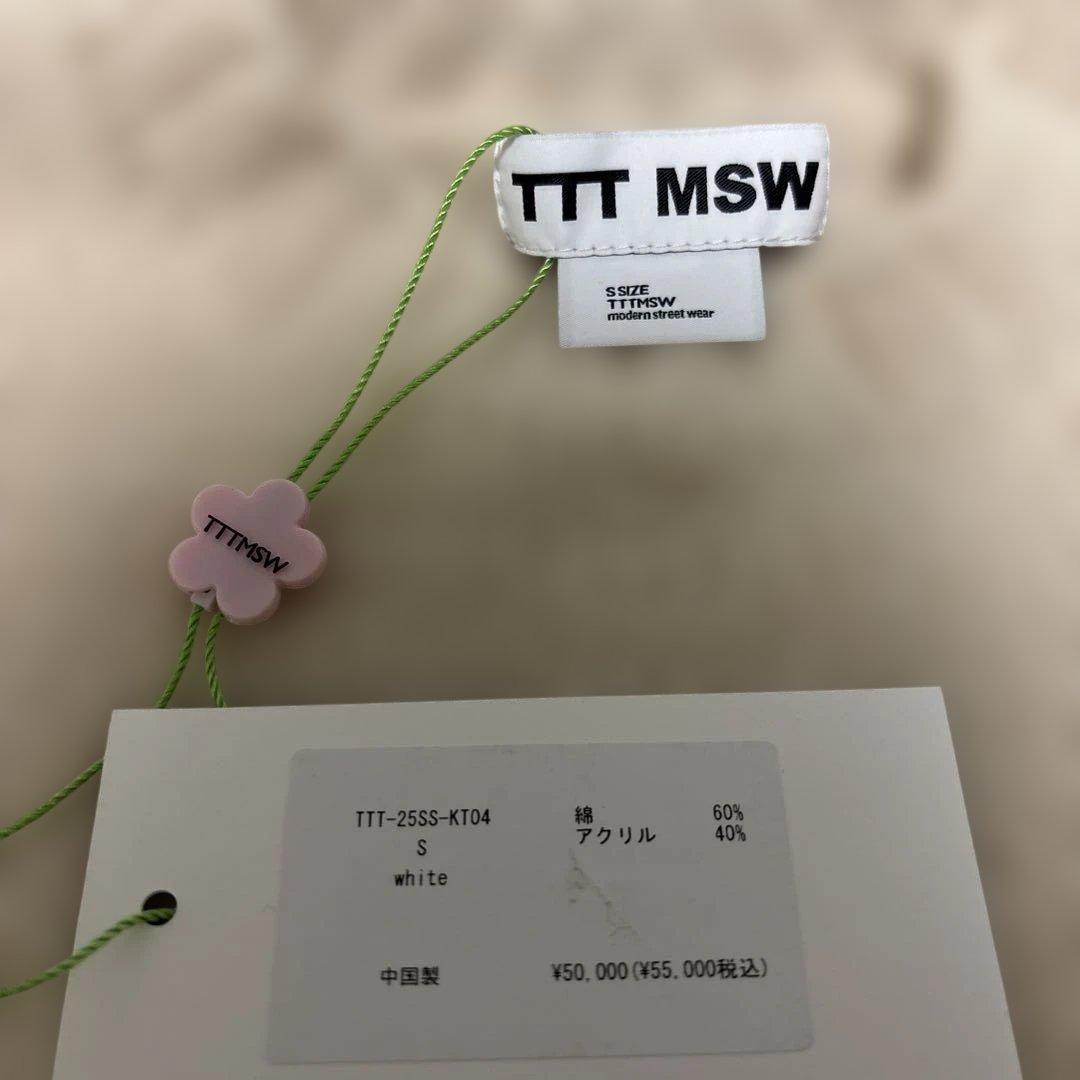 TTT MSW
S SIZE
TTTMSW
modern street wear
TTTMSW
TTT-25SS-KT04
S
white
綿 60%
アクリル 40%
中国製
¥50,000(¥55,000税込)